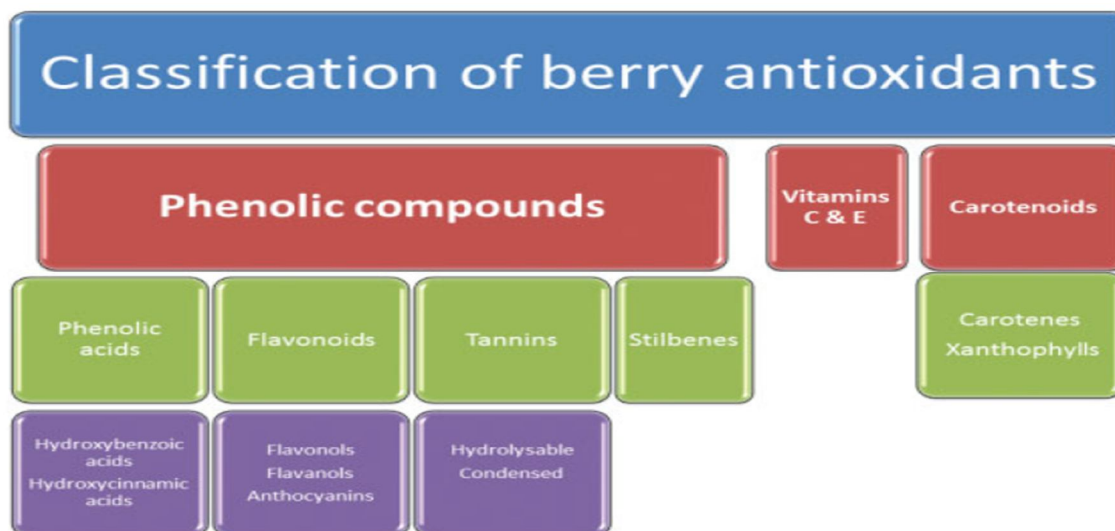 Classification of berry antioxidants
Phenolic compounds
Vitamins
C & E
Carotenoids
Phenolic
acids
Flavonoids
Tannins
Stilbenes
Carotenes
Xanthophylls
Hydroxybenzoic
acids
Hydroxycinnamic
acids
Flavonols
Flavanols
Anthocyanins
Hydrolysable
Condensed